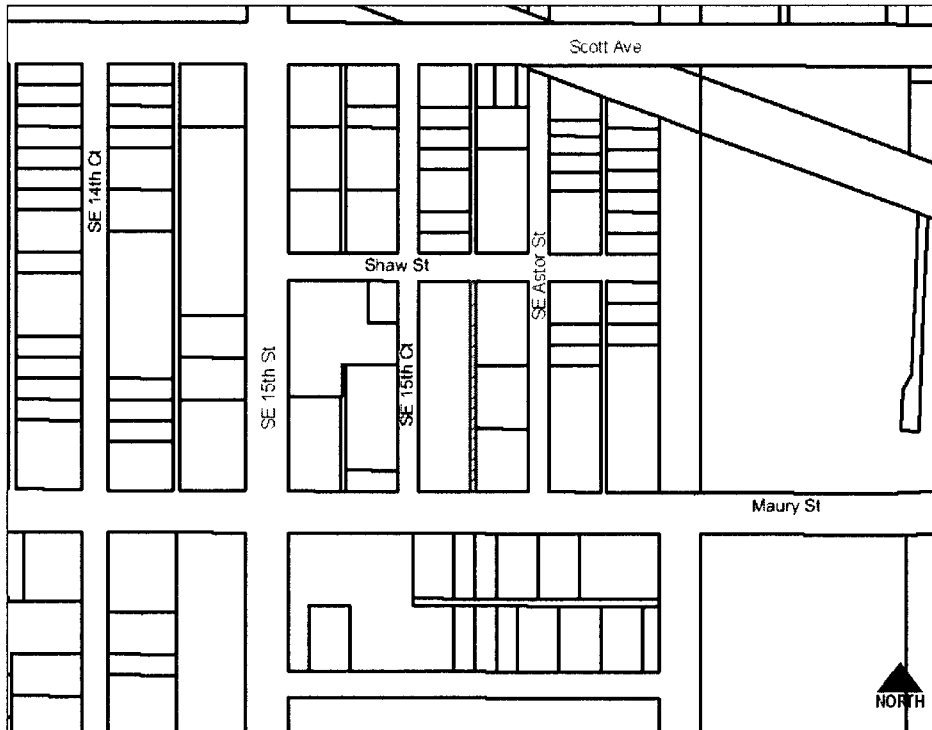 Scott Ave
SE 14th Ct
Shaw St
SE Astor St
SE 15th St
SE 15th Ct
Maury St
NORTH